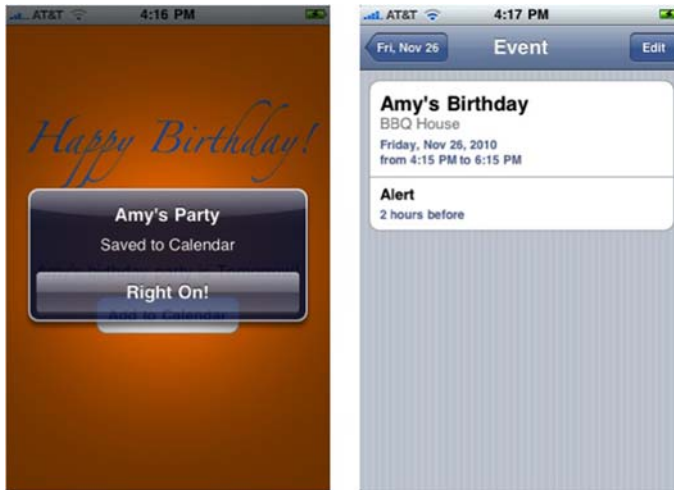 AT&T 4:16 PM
Happy Birthday!
Amy's Party
Saved to Calendar
Right On!
Add to Calendar
AT&T 4:17 PM
Fri, Nov 26 Event Edit
Amy's Birthday
BBQ House
Friday, Nov 26, 2010
from 4:15 PM to 6:15 PM
Alert
2 hours before